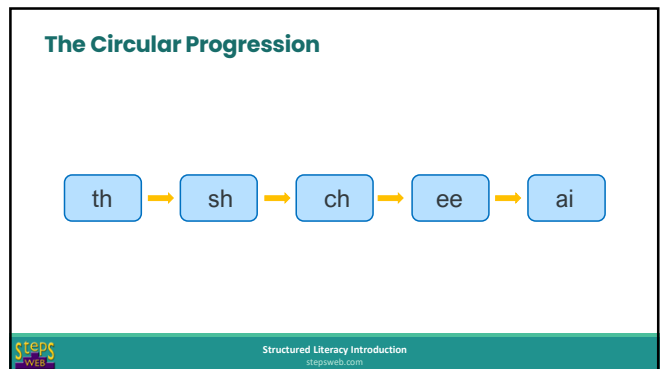 The Circular Progression
th sh ch ee ai
steps
WEB
Structured Literacy Introduction
stepsweb.com